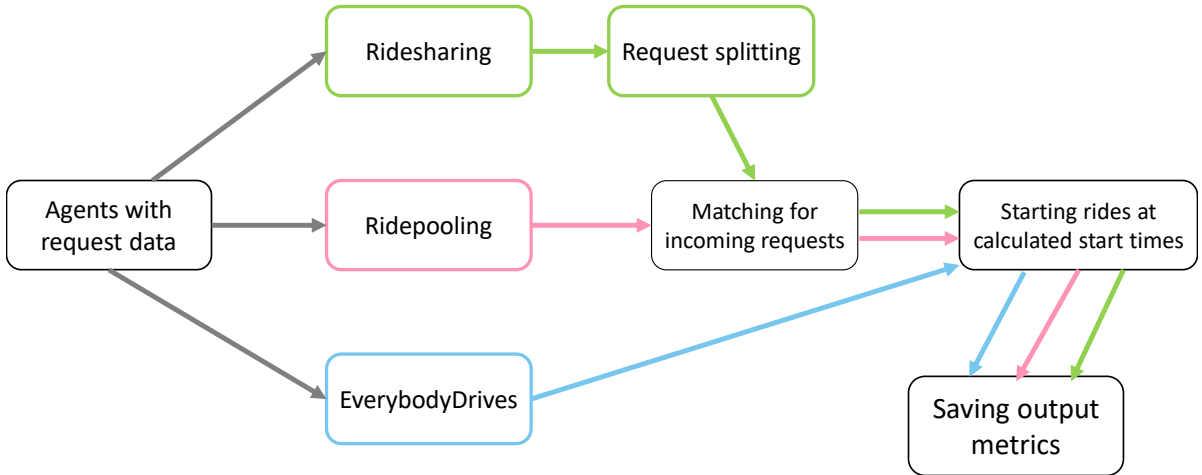 Ridesharing
Request splitting
Agents with
request data
Ridepooling
Matching for
incoming requests
Starting rides at
calculated start times
EverybodyDrives
Saving output
metrics